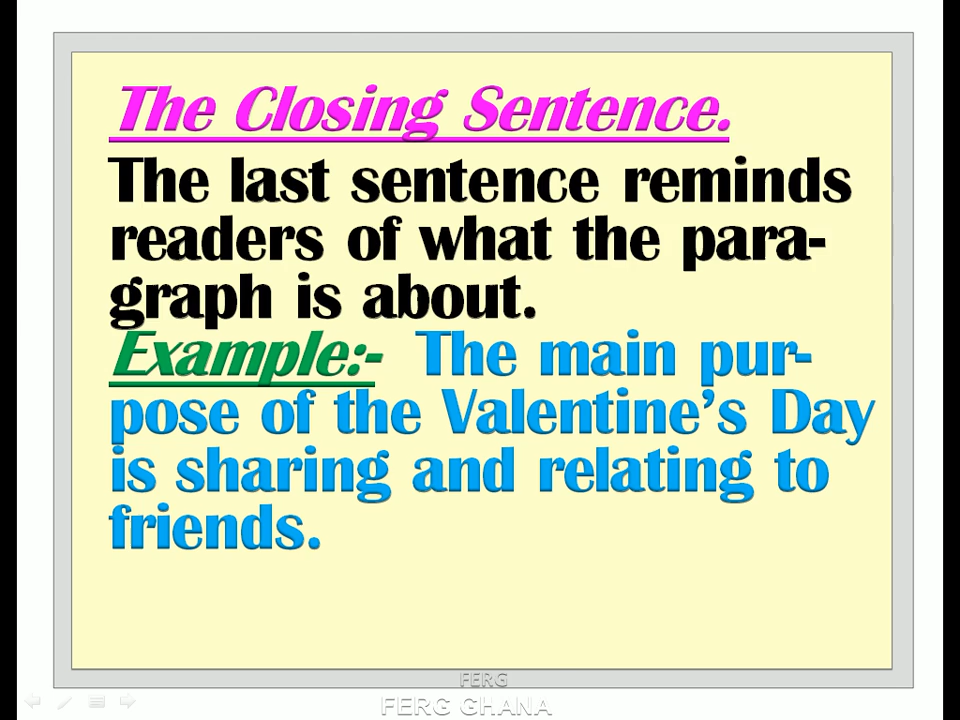 The Closing Sentence.
The last sentence reminds
readers of what the para-
graph is about.
Example:- The main pur-
pose of the Valentine’s Day
is sharing and relating to
friends.
FERG
FERG GHANA